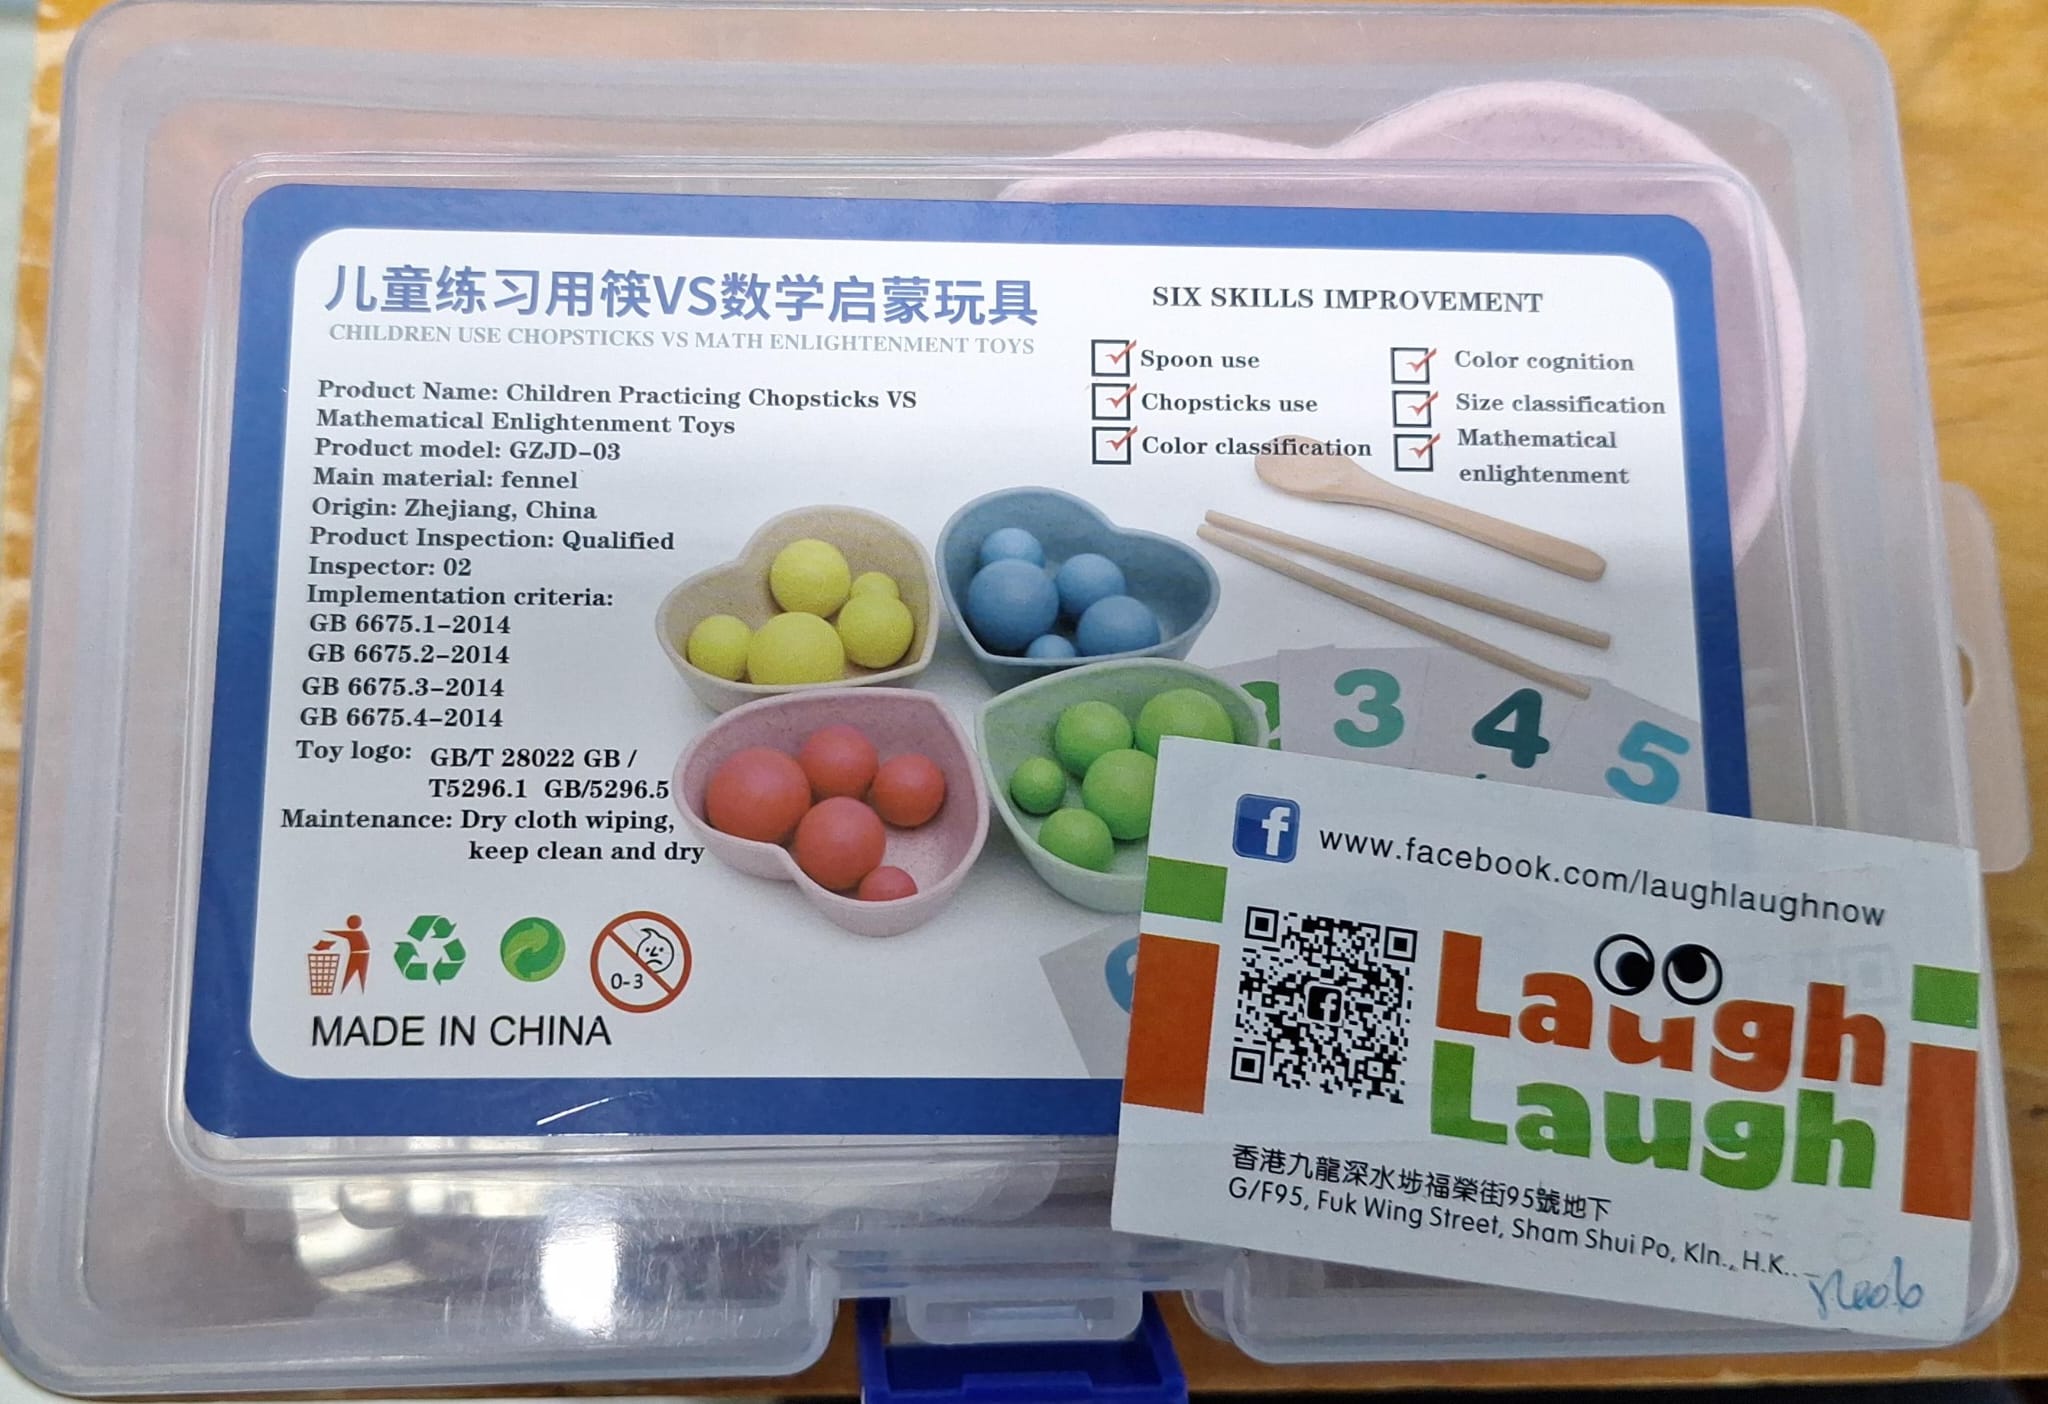 儿童练习用筷VS数学启蒙玩具
CHILDREN USE CHOPSTICKS VS MATH ENLIGHTENMENT TOYS
Product Name: Children Practicing Chopsticks VS
Mathematical Enlightenment Toys
Product model: GZJD-03
Main material: fennel
Origin: Zhejiang, China
Product Inspection: Qualified
Inspector: 02
Implementation criteria:
GB 6675.1-2014
GB 6675.2-2014
GB 6675.3-2014
GB 6675.4-2014
Toy logo: GB/T 28022 GB /
T5296.1 GB/5296.5
Maintenance: Dry cloth wiping,
keep clean and dry
0-3
MADE IN CHINA
SIX SKILLS IMPROVEMENT
Spoon use
Chopsticks use
Color classification
Color cognition
Size classification
Mathematical
enlightenment
2 3 4 5
f www.facebook.com/laughlaughnow
f
Laugh
Laugh
香港九龍深水埗福榮街95號地下
G/F95, Fuk Wing Street, Sham Shui Po, Kln., H.K..